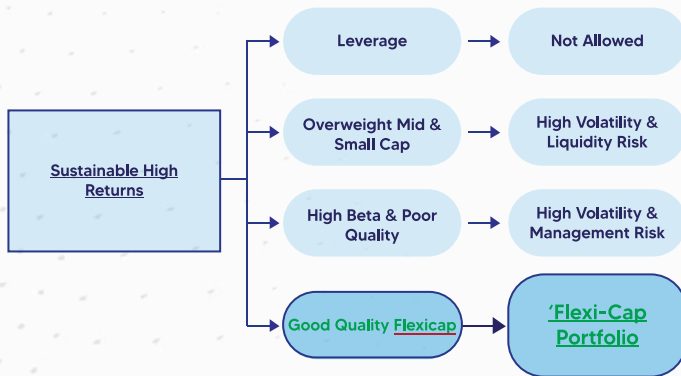 Sustainable High
Returns
Leverage
Not Allowed
Overweight Mid &
Small Cap
High Volatility &
Liquidity Risk
High Beta & Poor
Quality
High Volatility &
Management Risk
Good Quality Flexicap
‘Flexi-Cap
Portfolio